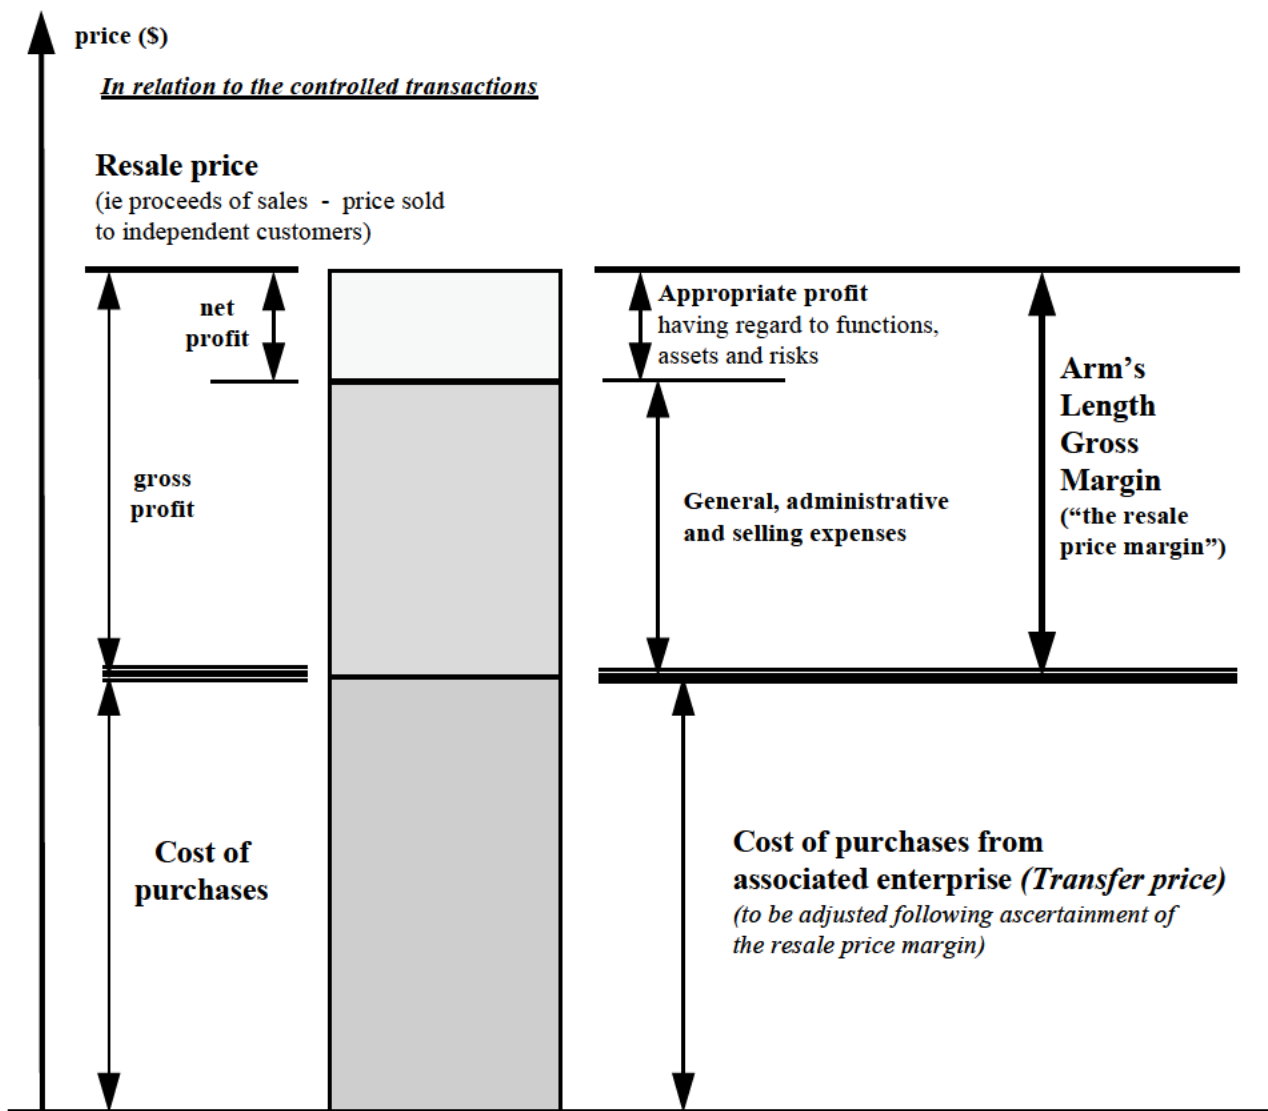 price ($)
In relation to the controlled transactions
Resale price
(ie proceeds of sales - price sold
to independent customers)
net
profit
gross
profit
Cost of
purchases
Appropriate profit
having regard to functions,
assets and risks
General, administrative
and selling expenses
Arm’s
Length
Gross
Margin
(“the resale
price margin”)
Cost of purchases from
associated enterprise (Transfer price)
(to be adjusted following ascertainment of
the resale price margin)